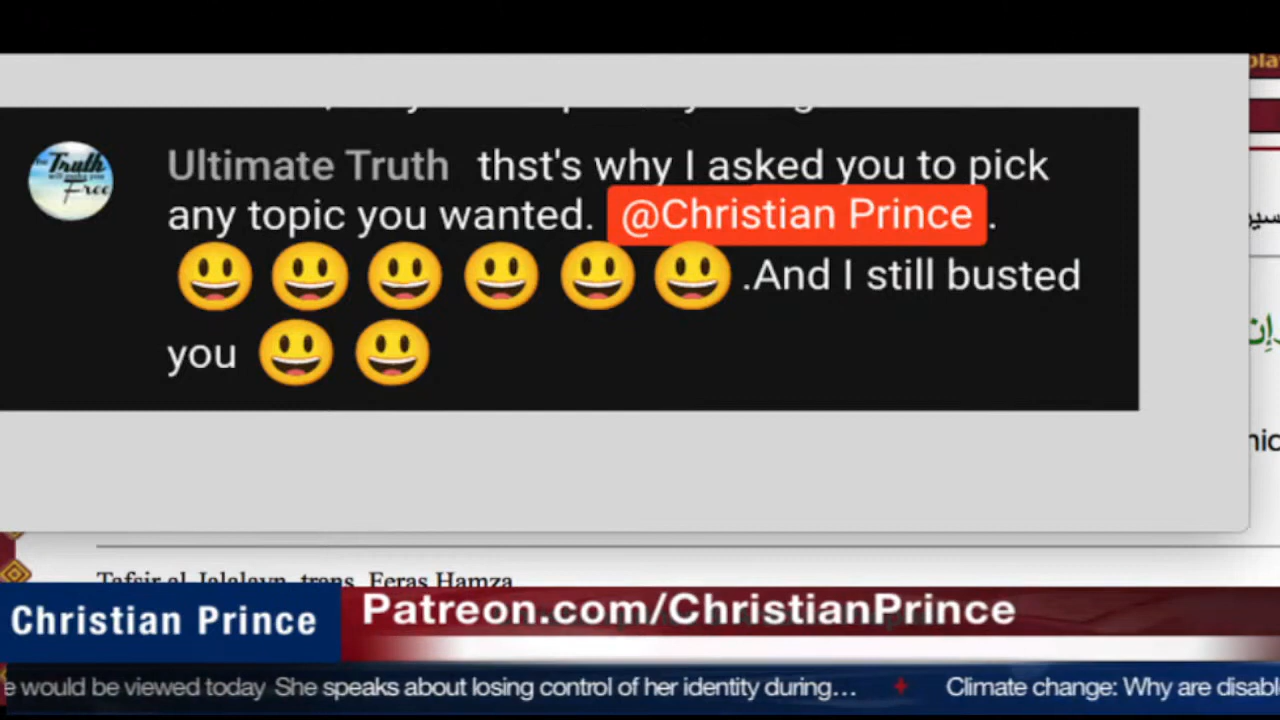 Ultimate Truth thst's why I asked you to pick
any topic you wanted. @Christian Prince .
😃 😃 😃 😃 😃 😃 .And I still busted
you 😃 😃
Tafsir al-Jalalayn, trans. Feras Hamza
Christian Prince
Patreon.com/ChristianPrince
e would be viewed today She speaks about losing control of her identity during... Climate change: Why are disabl